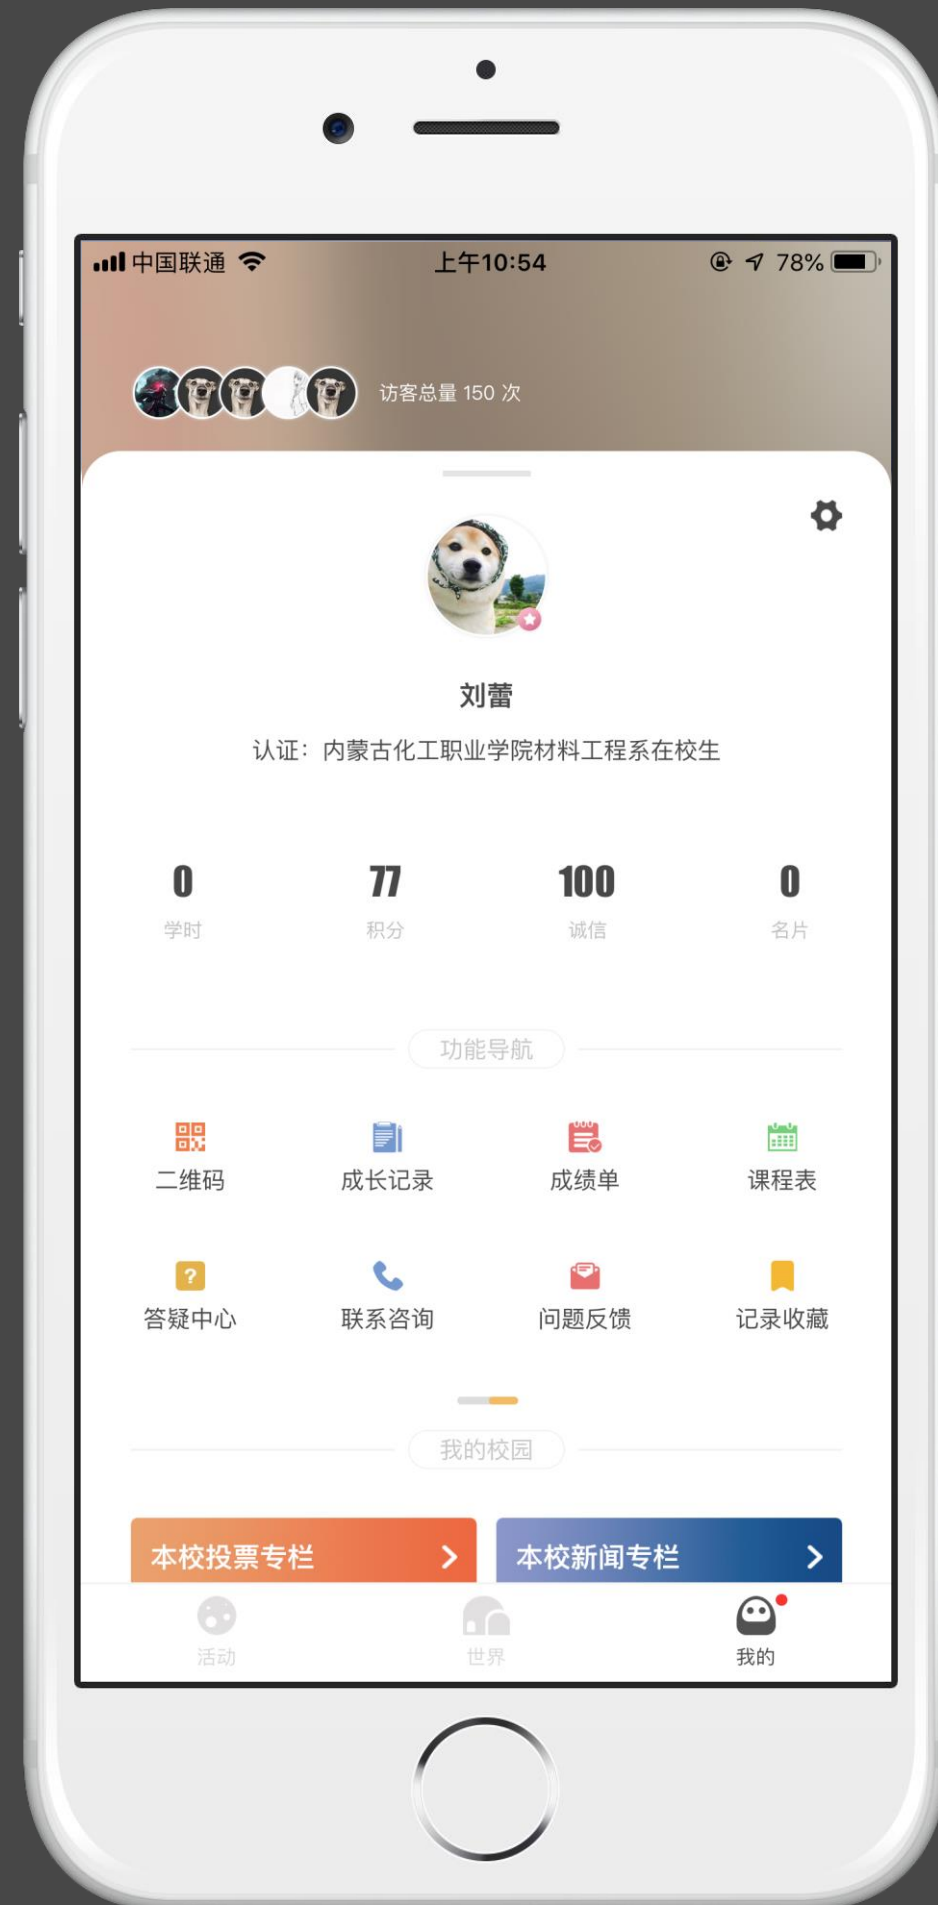 中国联通 上午10:54 78%
访客总量 150 次
刘蕾
认证：内蒙古化工职业学院材料工程系在校生
0 77 100 0
学时 积分 诚信 名片
功能导航
二维码 成长记录 成绩单 课程表
?
答疑中心 联系咨询 问题反馈 记录收藏
我的校园
本校投票专栏 本校新闻专栏
活动 世界 我的